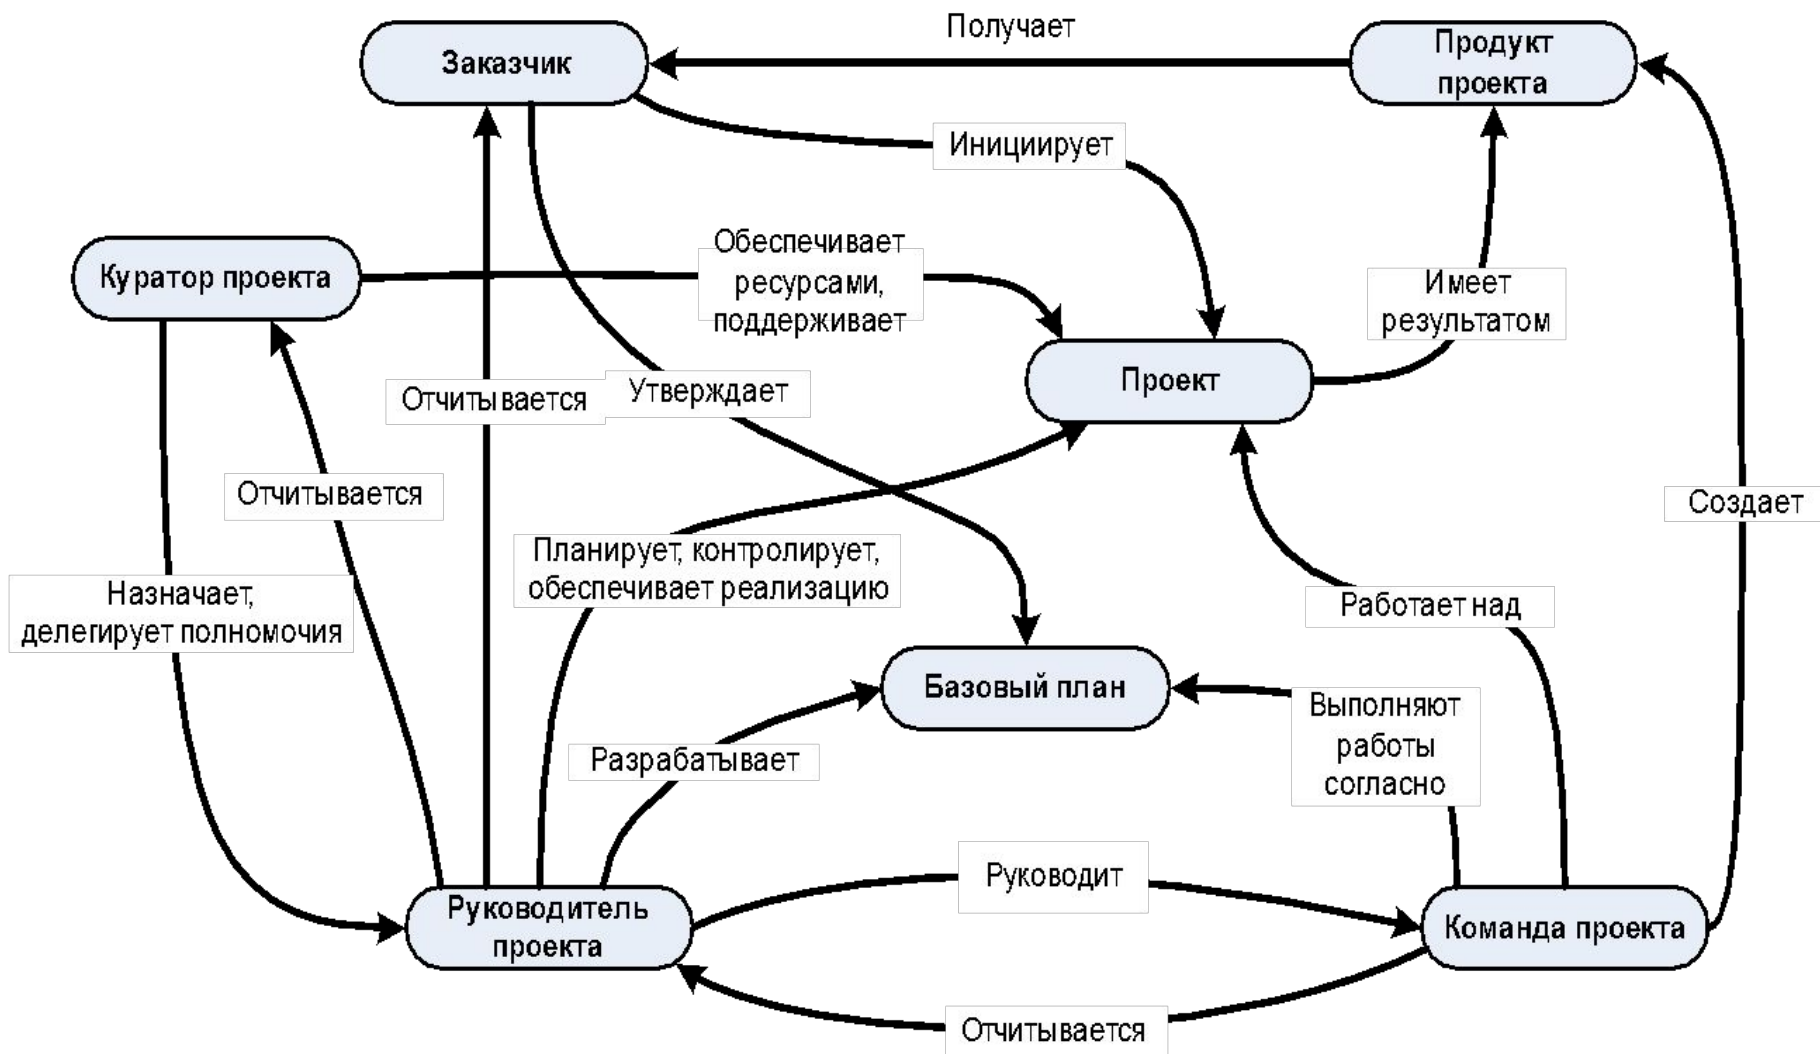 Получает
Заказчик
Продукт
проекта
Инициирует
Обеспечивает
ресурсами,
поддерживает
Куратор проекта
Имеет
результатом
Проект
Отчитывается
Утверждает
Отчитывается
Создает
Планирует, контролирует,
обеспечивает реализацию
Назначает,
делегирует полномочия
Работает над
Базовый план
Выполняют
работы
согласно
Разрабатывает
Руководит
Руководитель
проекта
Команда проекта
Отчитывается